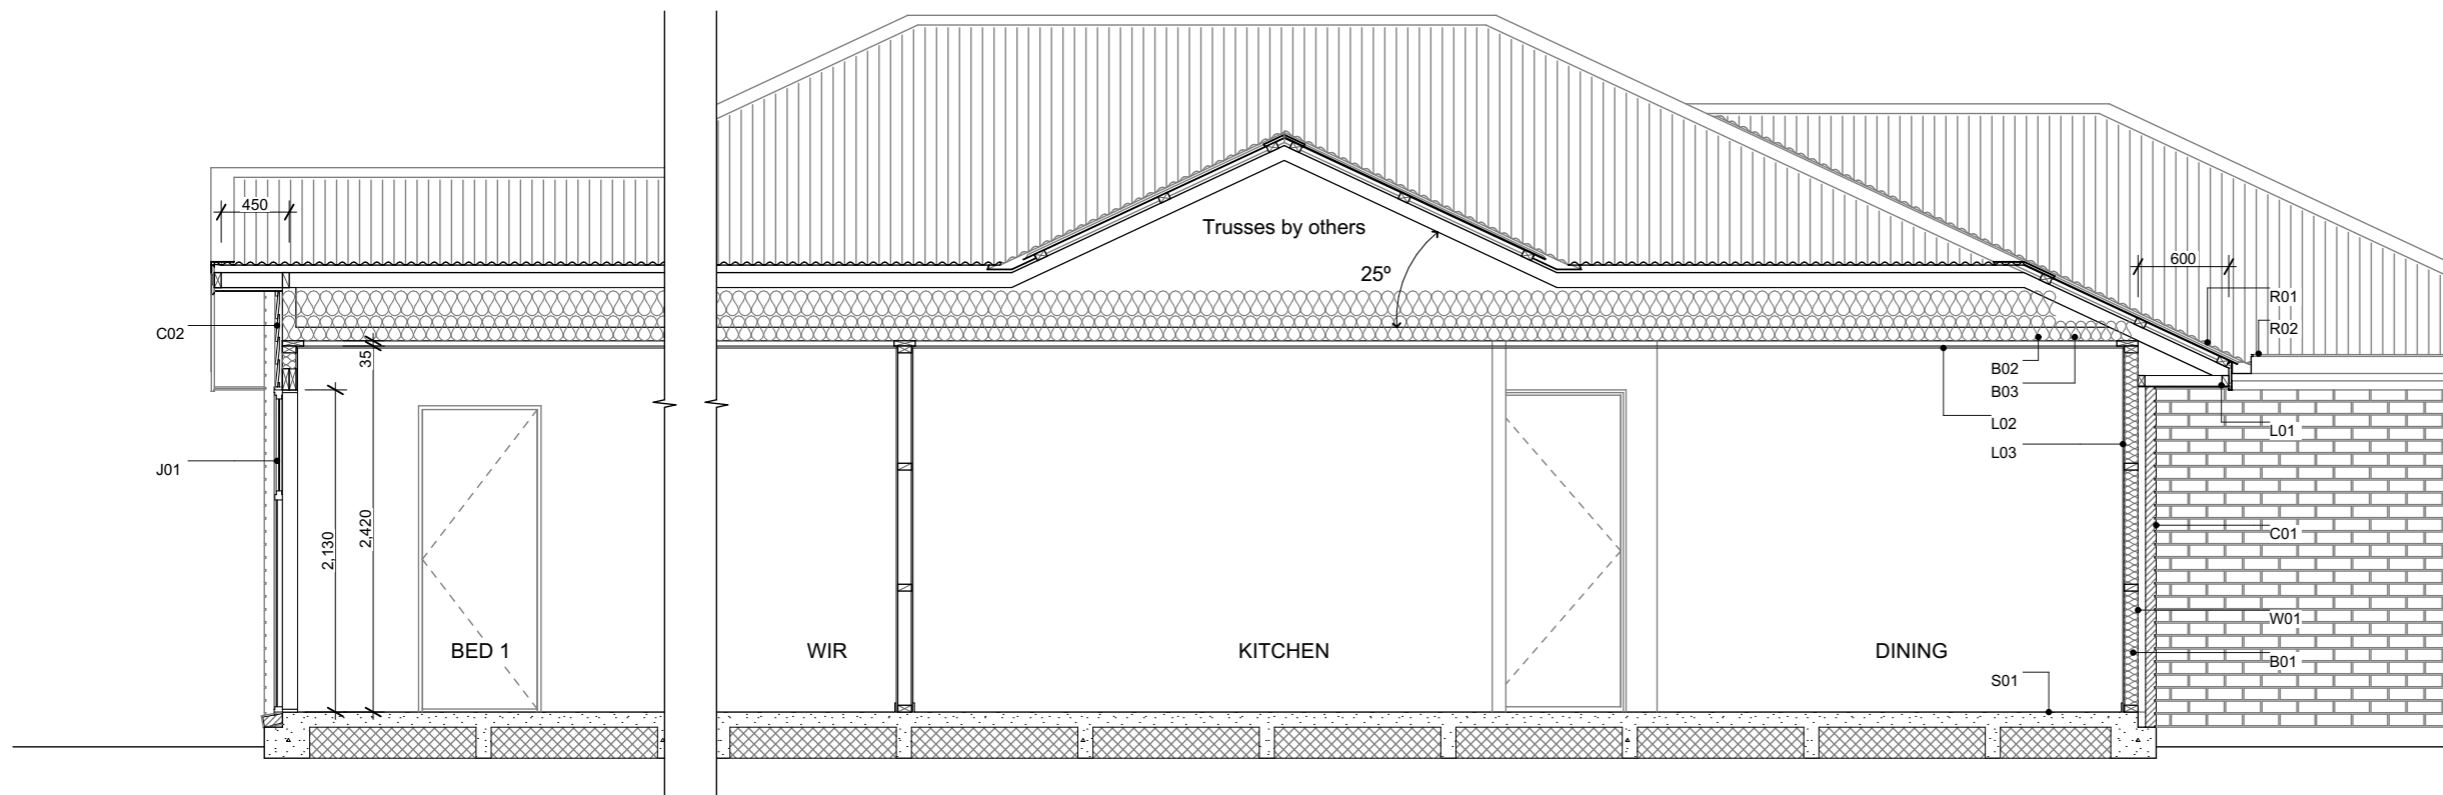 450
Trusses by others
25º
600
R01
R02
C02
35
B02
B03
L02
L01
L03
J01
2,130
2,420
C01
W01
BED 1
WIR
KITCHEN
DINING
B01
S01